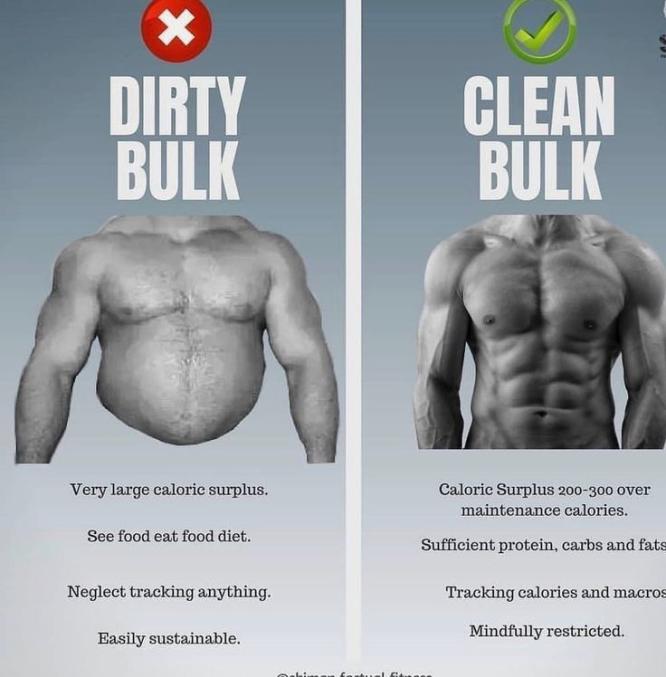 DIRTY
BULK
Very large caloric surplus.
See food eat food diet.
Neglect tracking anything.
Easily sustainable.
CLEAN
BULK
Caloric Surplus 200-300 over
maintenance calories.
Sufficient protein, carbs and fats
Tracking calories and macros
Mindfully restricted.